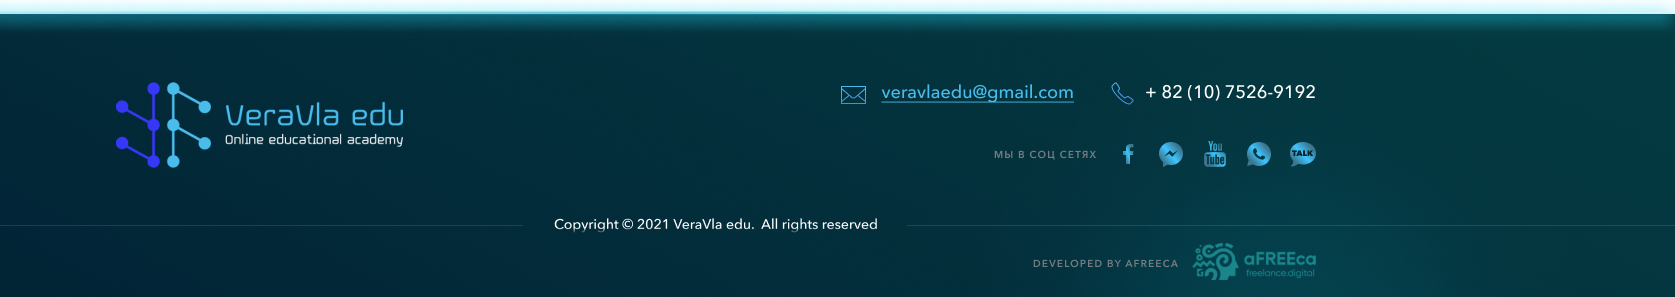 VeraVla edu
Online educational academy
veravlaedu@gmail.com
+ 82 (10) 7526-9192
МЫ В СОЦ СЕТЯХ
f
You
Tube
TALK
Copyright © 2021 VeraVla edu. All rights reserved
DEVELOPED BY AFREECA
aFREEca
freelance.digital